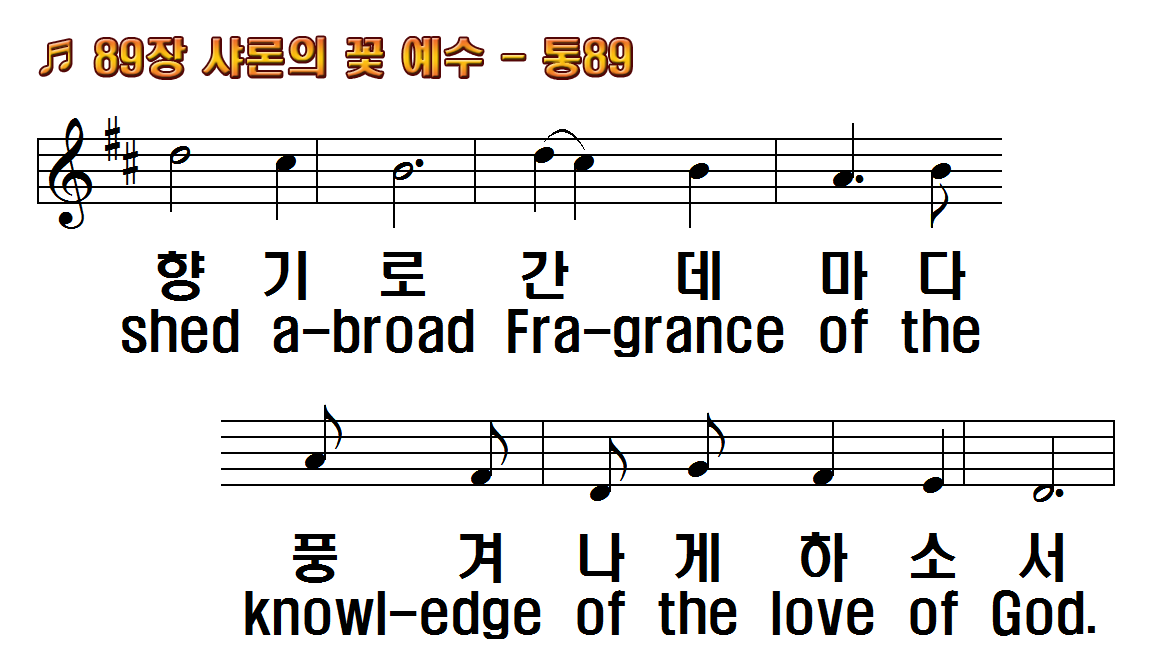 ♬ 89장 샤론의 꽃 예수 - 통89
향 기 로 간 데 마 다
shed a-broad Fra-grance of the
풍 겨 나 게 하 소 서
knowl-edge of the love of God.